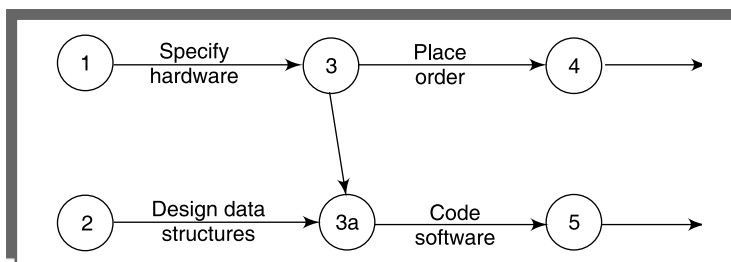 1
Specify
hardware
3
Place
order
4
2
Design data
structures
3a
Code
software
5